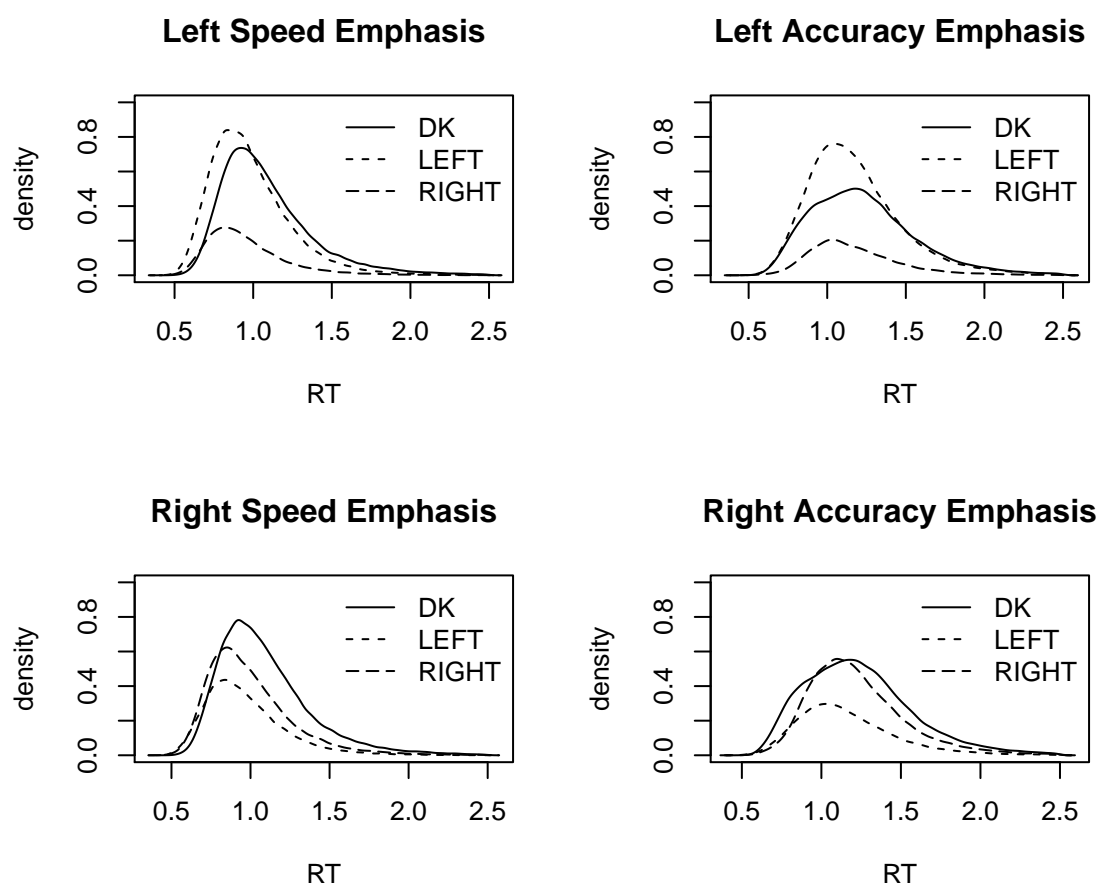 Left Speed Emphasis
density
0.0 0.4 0.8
DK
LEFT
RIGHT
0.5 1.0 1.5 2.0 2.5
RT
Left Accuracy Emphasis
density
0.0 0.4 0.8
DK
LEFT
RIGHT
0.5 1.0 1.5 2.0 2.5
RT
Right Speed Emphasis
density
0.0 0.4 0.8
DK
LEFT
RIGHT
0.5 1.0 1.5 2.0 2.5
RT
Right Accuracy Emphasis
density
0.0 0.4 0.8
DK
LEFT
RIGHT
0.5 1.0 1.5 2.0 2.5
RT